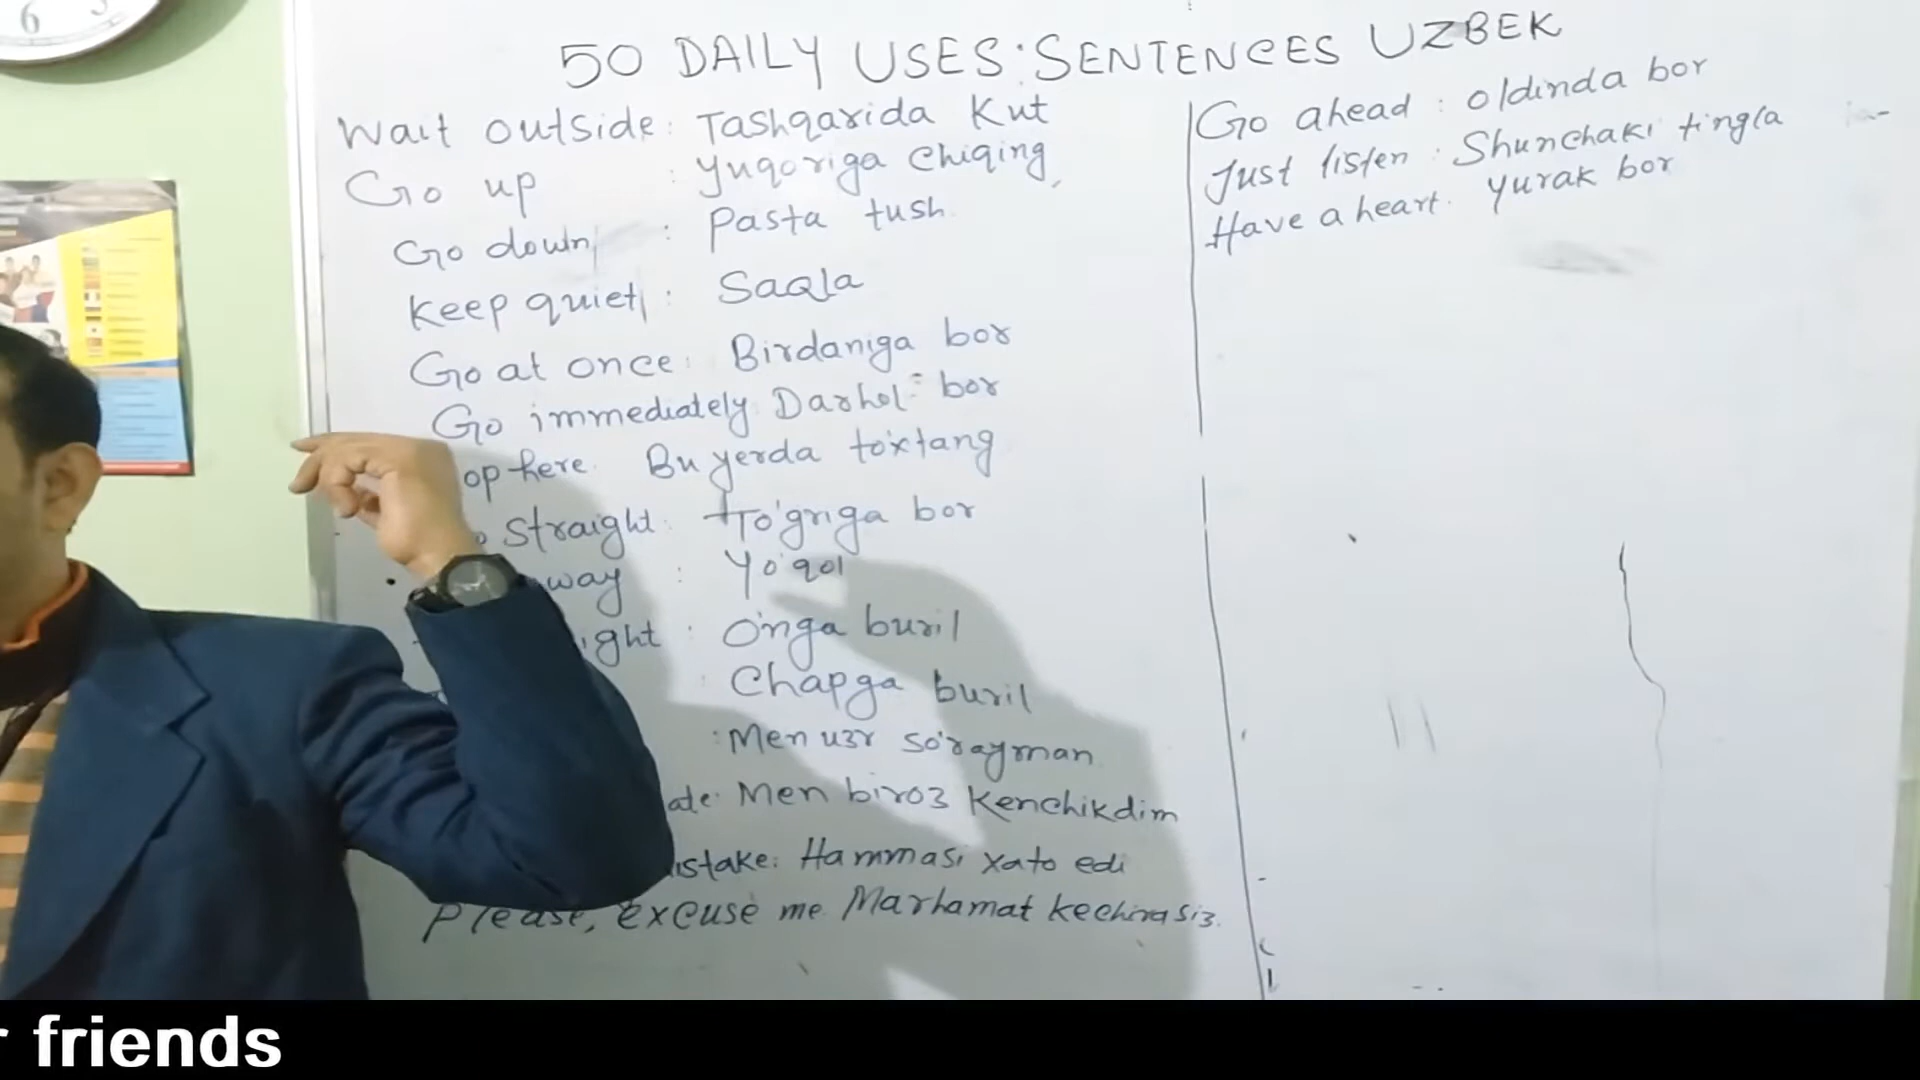 6
50 DAILY USES SENTENCES UZBEK
Wait outside: Tashqarida Kut
Go up : Yuqoriga Chiqing
Go down : Pasta tush
Keep quiet : Saqla
Go at once: Birdaniga bor
Go immediately Darhol bor
op here Bu yerda to'xtang
straight To'g'riga bor
way : Yo'qol
ight : O'nga buril
: Chapga buril
: Men uzr so'rayman
ate: Men biroz Kenchikdim
istake: Hammasi xato edi
Please, excuse me Marhamat kechirasiz.
Go ahead : oldinda bor
Just listen : Shunchaki tingla
Have a heart. yurak bor
friends